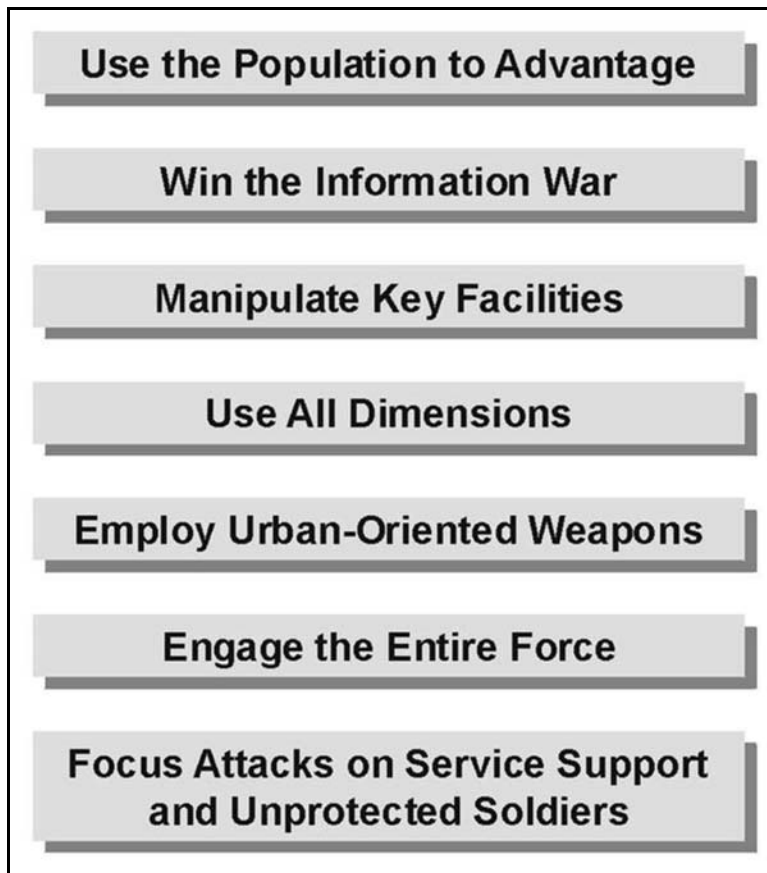 Use the Population to Advantage
Win the Information War
Manipulate Key Facilities
Use All Dimensions
Employ Urban-Oriented Weapons
Engage the Entire Force
Focus Attacks on Service Support
and Unprotected Soldiers